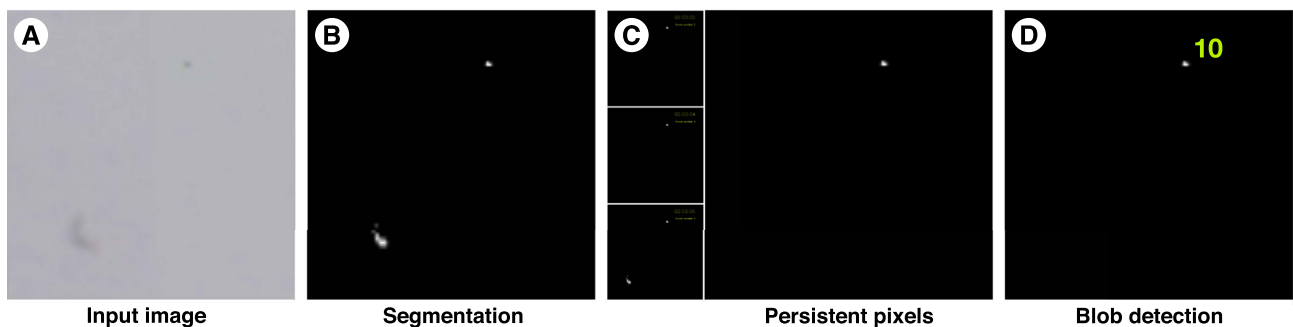 A
B
C
D
10
Input image
Segmentation
Persistent pixels
Blob detection